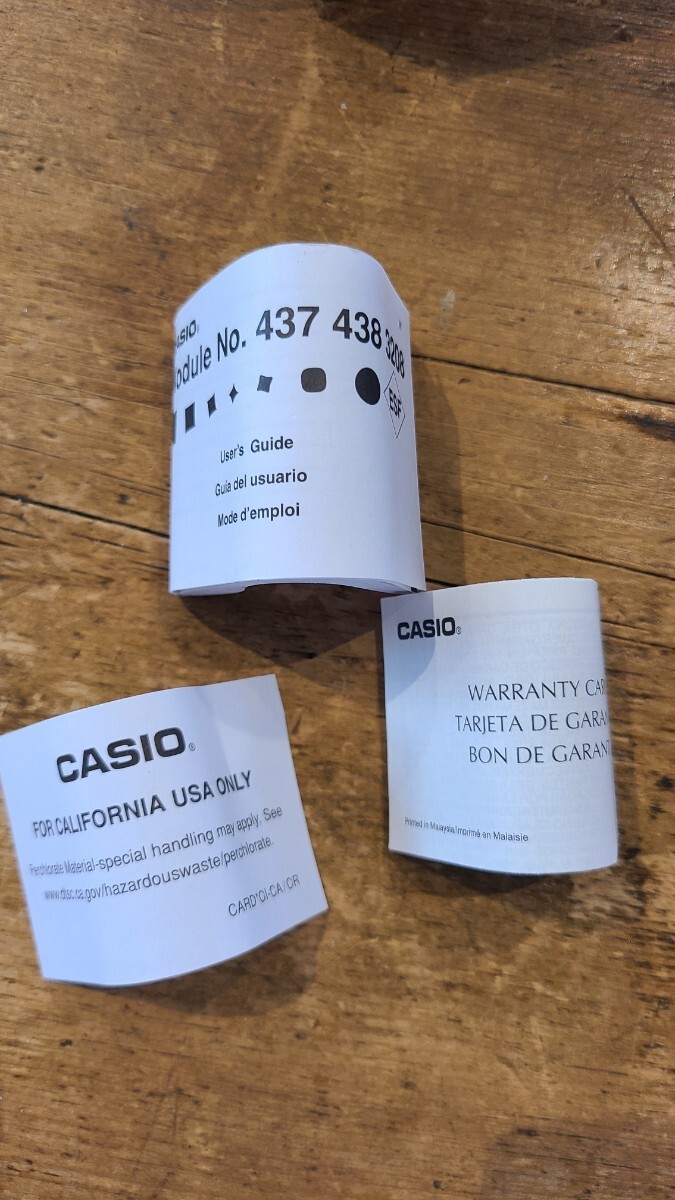 CASIO®
Module No. 437 438 3208
ESF
User's Guide
Guía del usuario
Mode d'emploi
CASIO®
WARRANTY CAR
TARJETA DE GARAN
BON DE GARANT
Printed in Malaysia/Imprimé en Malaisie
CASIO®
FOR CALIFORNIA USA ONLY
Perchlorate Material-special handling may apply. See
www.dtsc.ca.gov/hazardouswaste/perchlorate.
CARD*CI-CA/CR